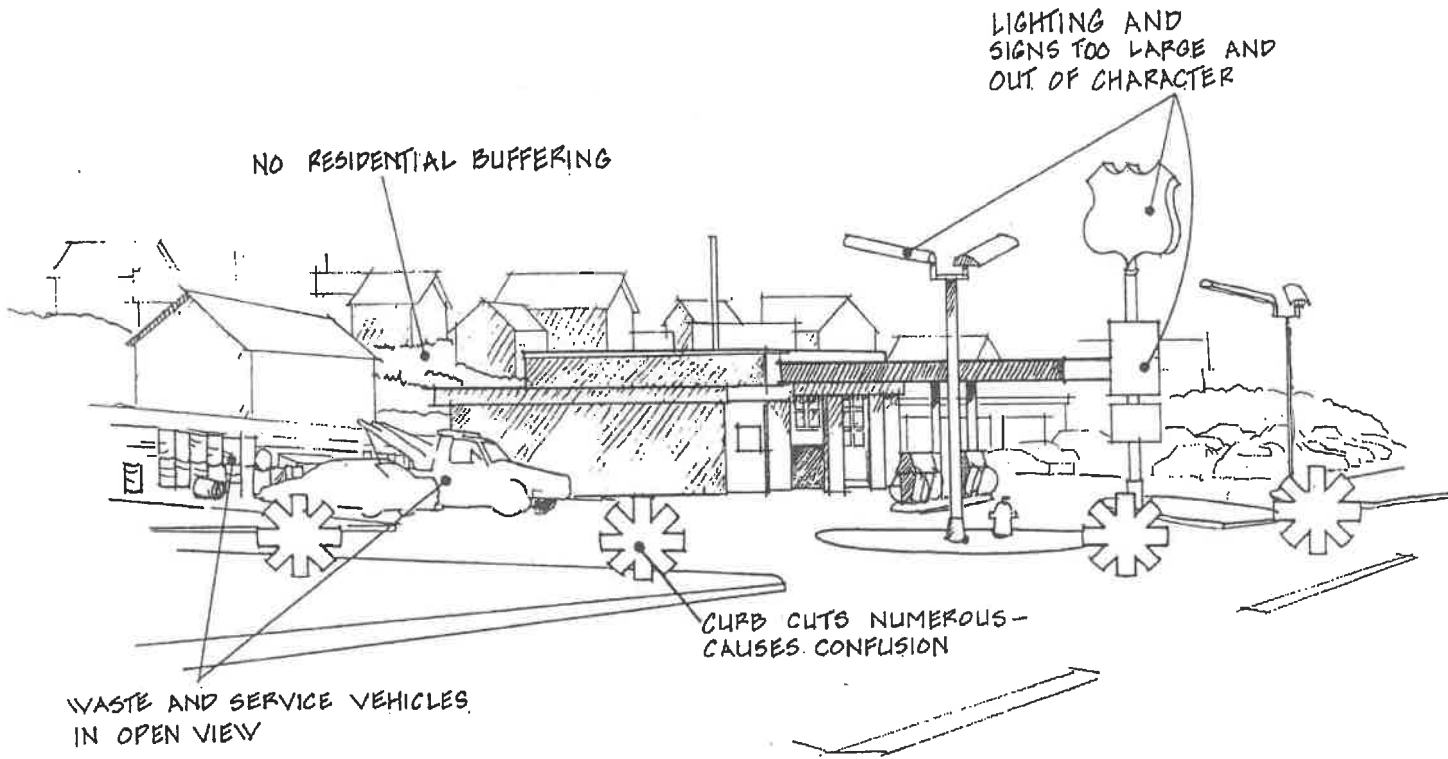 LIGHTING AND
SIGNS TOO LARGE AND
OUT OF CHARACTER
NO RESIDENTIAL BUFFERING
CURB CUTS NUMEROUS-
CAUSES CONFUSION
WASTE AND SERVICE VEHICLES
IN OPEN VIEW